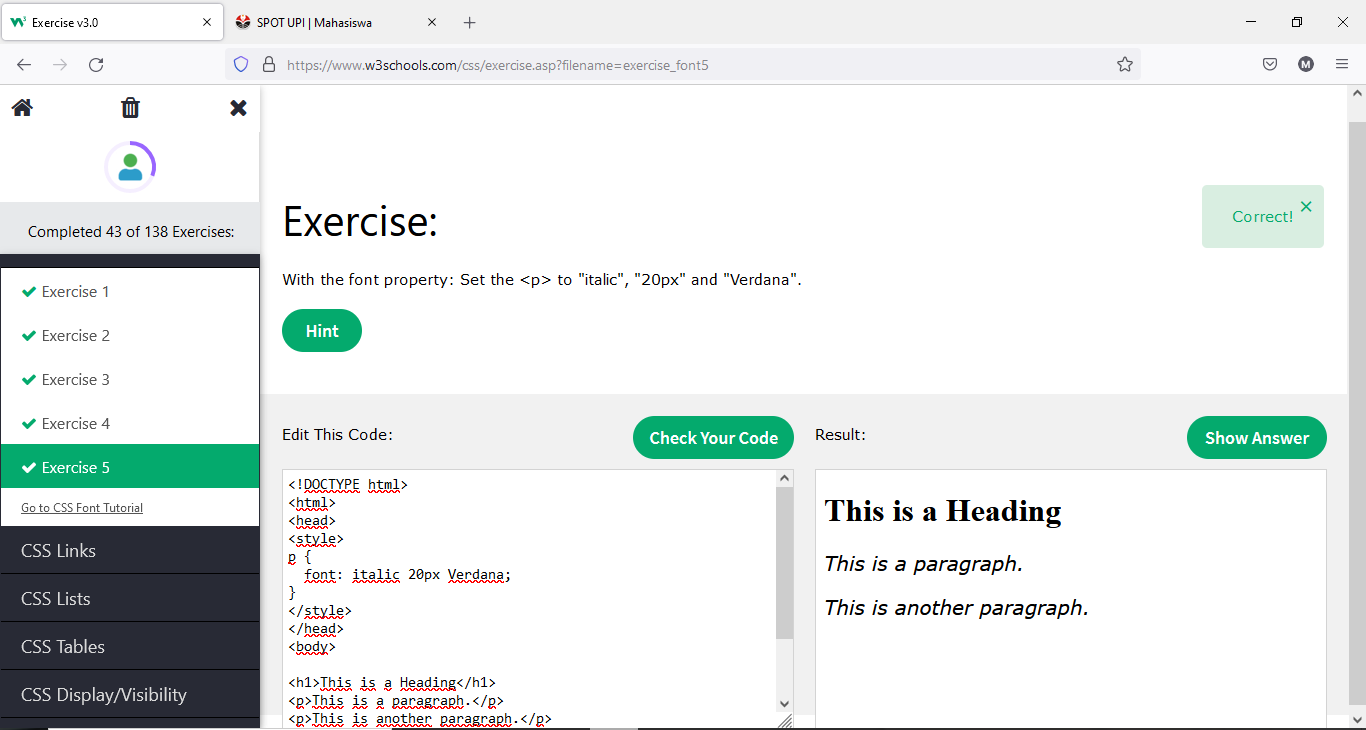 Exercise v3.0
SPOT UPI | Mahasiswa
https://www.w3schools.com/css/exercise.asp?filename=exercise_font5
M
Completed 43 of 138 Exercises:
Exercise 1
Exercise 2
Exercise 3
Exercise 4
Exercise 5
Go to CSS Font Tutorial
CSS Links
CSS Lists
CSS Tables
CSS Display/Visibility
Exercise:
Correct!
With the font property: Set the <p> to "italic", "20px" and "Verdana".
Hint
Edit This Code:
Check Your Code
<!DOCTYPE html>
<html>
<head>
<style>
p {
  font: italic 20px Verdana;
}
</style>
</head>
<body>
<h1>This is a Heading</h1>
<p>This is a paragraph.</p>
<p>This is another paragraph.</p>
Result:
Show Answer
This is a Heading
This is a paragraph.
This is another paragraph.